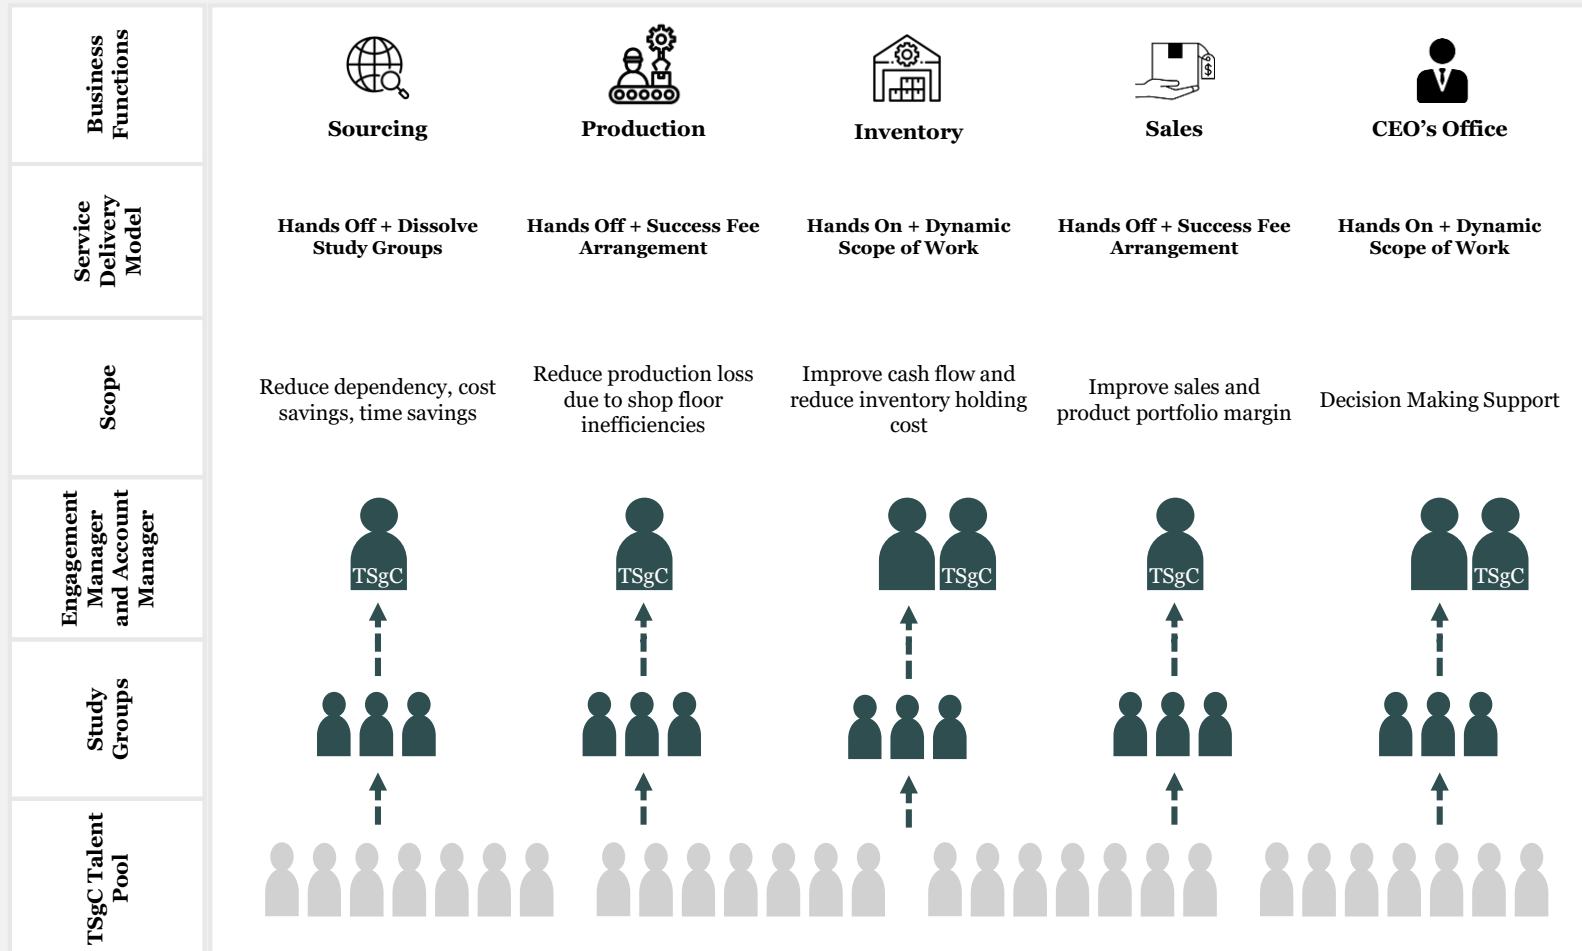 Business
Functions
Sourcing
Production
Inventory
Sales
CEO’s Office
$
Service
Delivery
Model
Hands Off + Dissolve
Study Groups
Hands Off + Success Fee
Arrangement
Hands On + Dynamic
Scope of Work
Hands Off + Success Fee
Arrangement
Hands On + Dynamic
Scope of Work
Scope
Reduce dependency, cost
savings, time savings
Reduce production loss
due to shop floor
inefficiencies
Improve cash flow and
reduce inventory holding
cost
Improve sales and
product portfolio margin
Decision Making Support
Engagement
Manager
and Account
Manager
TSgC
TSgC
TSgC
TSgC
TSgC
Study
Groups
TSgC Talent
Pool